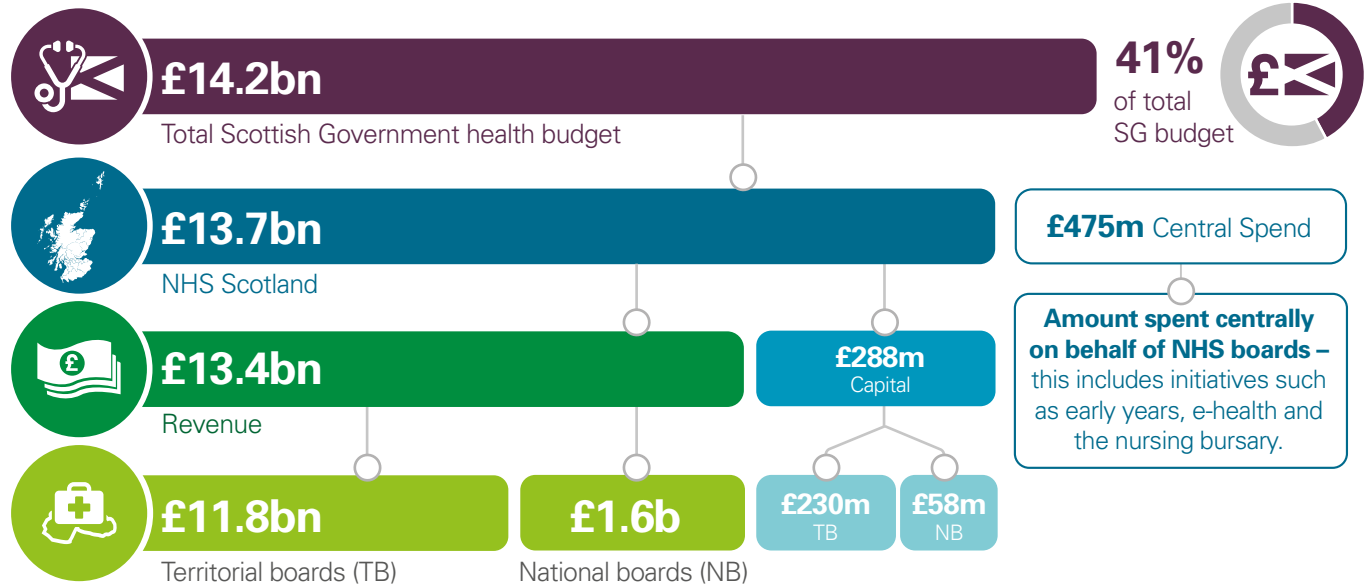 £14.2bn
Total Scottish Government health budget
41%
of total
SG budget
£
£13.7bn
NHS Scotland
£475m Central Spend
Amount spent centrally
on behalf of NHS boards –
this includes initiatives such
as early years, e-health and
the nursing bursary.
£
£13.4bn
Revenue
£288m
Capital
£11.8bn
Territorial boards (TB)
£1.6b
National boards (NB)
£230m
TB
£58m
NB